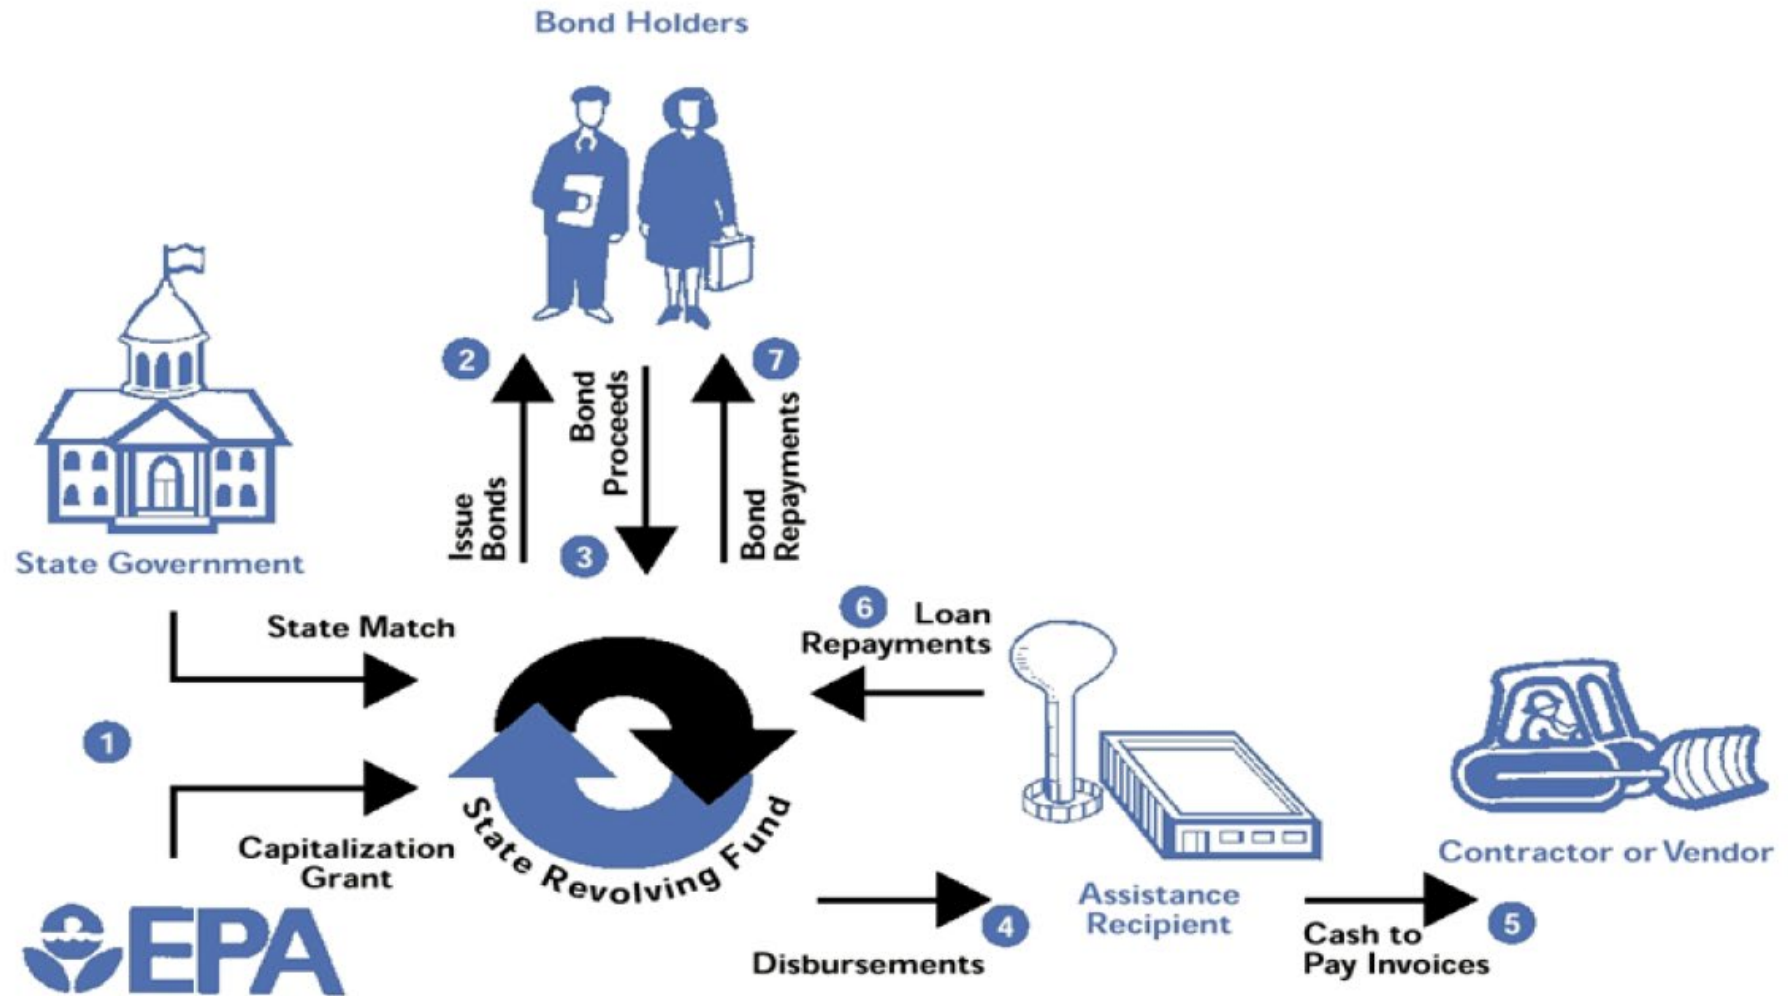 Bond Holders
2
7
Issue
Bonds
Bond
Proceeds
3
Bond
Repayments
State Government
State Match
6
Loan
Repayments
1
Capitalization
Grant
EPA
State Revolving Fund
Disbursements
4
Assistance
Recipient
Cash to
Pay Invoices
5
Contractor or Vendor